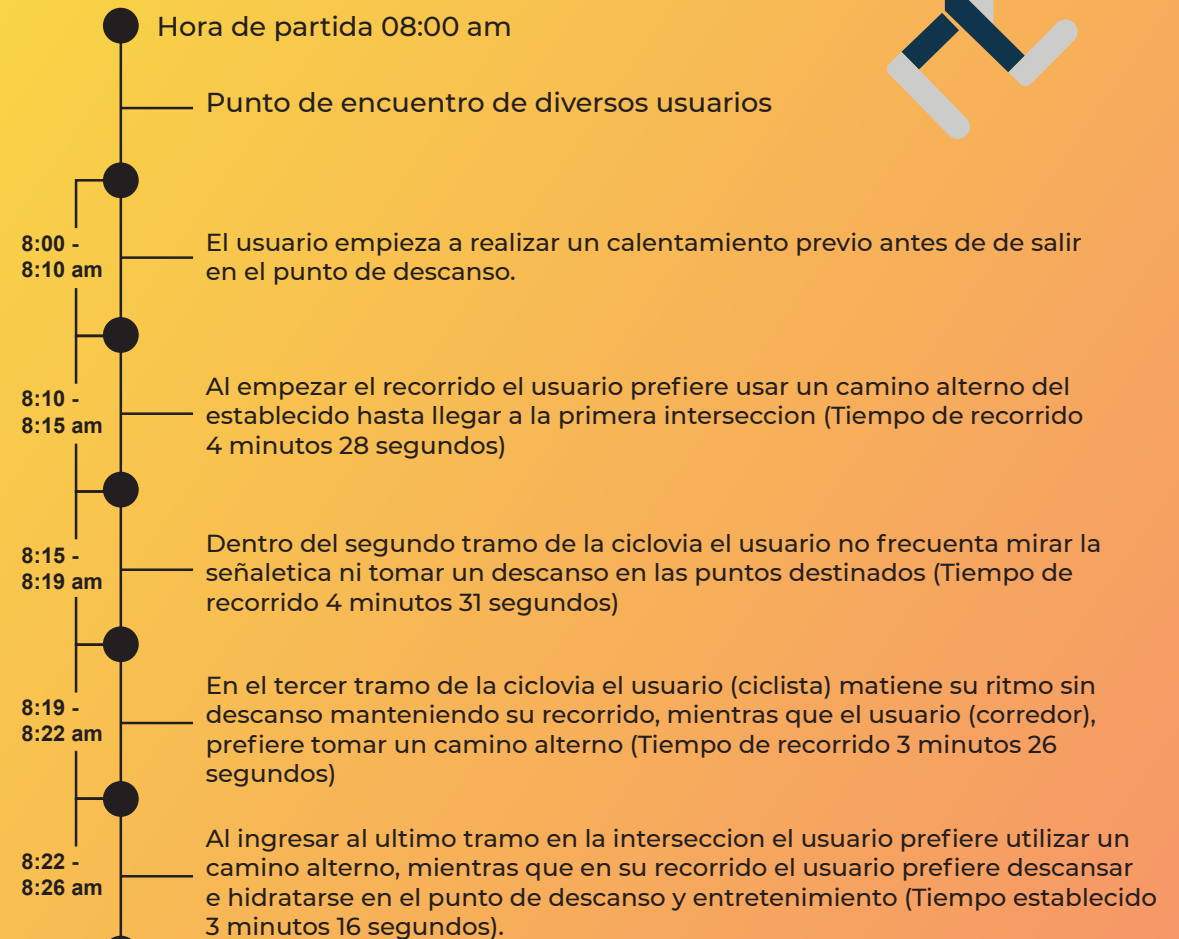 Hora de partida 08:00 am
Punto de encuentro de diversos usuarios
8:00 -
8:10 am
El usuario empieza a realizar un calentamiento previo antes de de salir
en el punto de descanso.
8:10 -
8:15 am
Al empezar el recorrido el usuario prefiere usar un camino alterno del
establecido hasta llegar a la primera interseccion (Tiempo de recorrido
4 minutos 28 segundos)
8:15 -
8:19 am
Dentro del segundo tramo de la ciclovia el usuario no frecuenta mirar la
señaletica ni tomar un descanso en las puntos destinados (Tiempo de
recorrido 4 minutos 31 segundos)
8:19 -
8:22 am
En el tercer tramo de la ciclovia el usuario (ciclista) matiene su ritmo sin
descanso manteniendo su recorrido, mientras que el usuario (corredor),
prefiere tomar un camino alterno (Tiempo de recorrido 3 minutos 26
segundos)
8:22 -
8:26 am
Al ingresar al ultimo tramo en la interseccion el usuario prefiere utilizar un
camino alterno, mientras que en su recorrido el usuario prefiere descansar
e hidratarse en el punto de descanso y entretenimiento (Tiempo establecido
3 minutos 16 segundos).